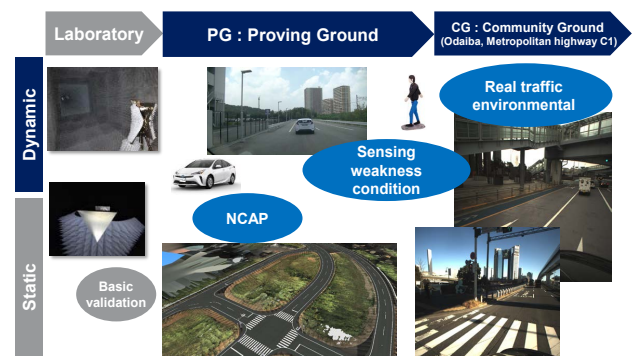 Laboratory
PG : Proving Ground
CG : Community Ground
(Odaiba, Metropolitan highway C1)
Dynamic
Real traffic
environmental
Sensing
weakness
condition
NCAP
Static
Basic
validation